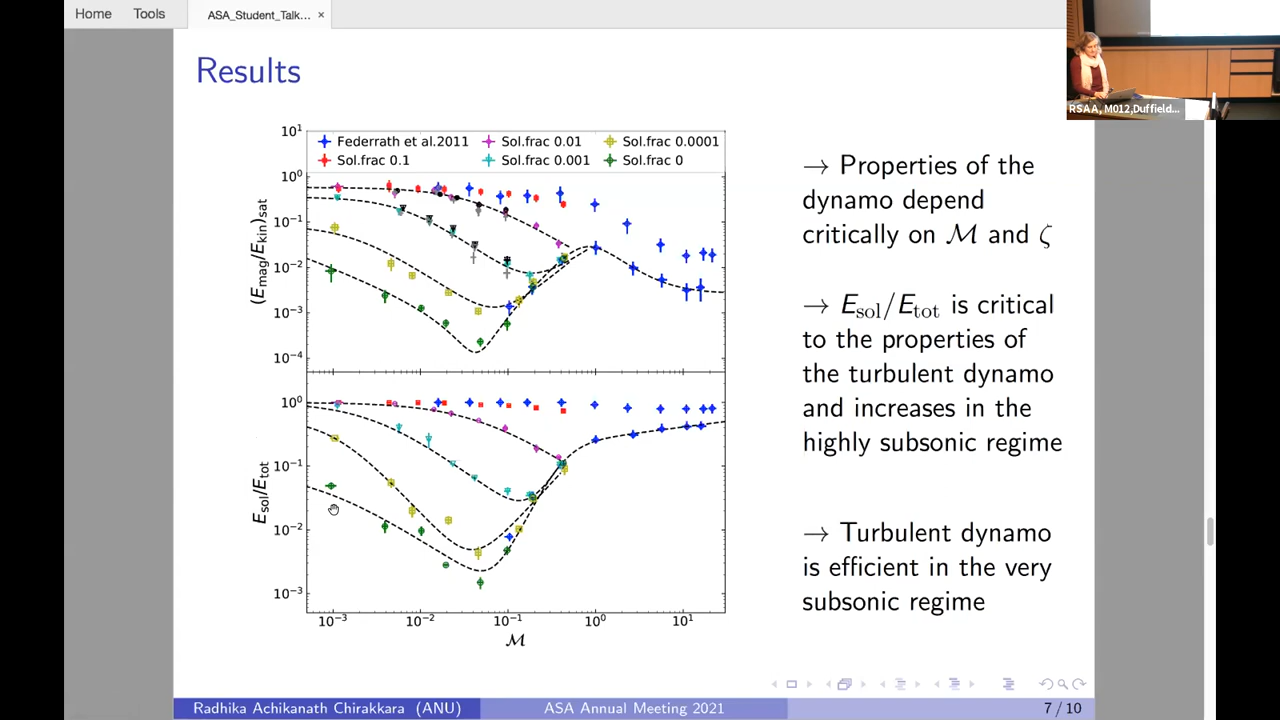 Home
Tools
ASA_Student_Talk... ×
Results
10¹
10⁰
10⁻¹
10⁻²
10⁻³
10⁻⁴
(E_mag/E_kin)_sat
Federrath et al.2011
Sol.frac 0.1
Sol.frac 0.01
Sol.frac 0.001
Sol.frac 0.0001
Sol.frac 0
10⁰
10⁻¹
10⁻²
10⁻³
E_sol/E_tot
10⁻³ 10⁻² 10⁻¹ 10⁰ 10¹
ℳ
→ Properties of the
dynamo depend
critically on ℳ and ζ
→ E_sol/E_tot is critical
to the properties of
the turbulent dynamo
and increases in the
highly subsonic regime
→ Turbulent dynamo
is efficient in the very
subsonic regime
RSAA, M012,Duffield...
Radhika Achikanath Chirakkara (ANU)
ASA Annual Meeting 2021
7 / 10